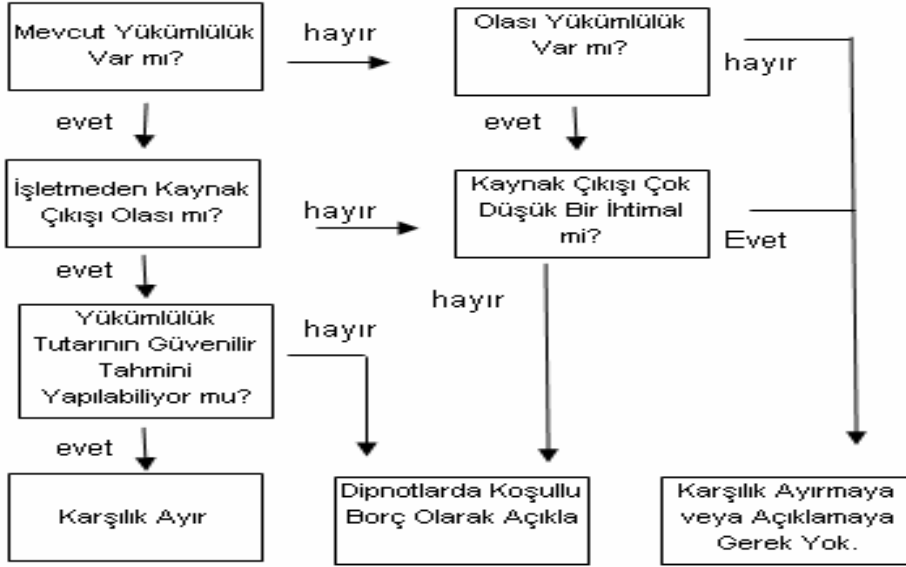 Mevcut Yükümlülük
Var mı?
hayır
Olası Yükümlülük
Var mı?
hayır
evet
evet
İşletmeden Kaynak
Çıkışı Olası mı?
hayır
Kaynak Çıkışı Çok
Düşük Bir İhtimal
mi?
Evet
evet
hayır
Yükümlülük
Tutarının Güvenilir
Tahmini
Yapılabiliyor mu?
hayır
evet
Karşılık Ayır
Dipnotlarda Koşullu
Borç Olarak Açıkla
Karşılık Ayırmaya
veya Açıklamaya
Gerek Yok.